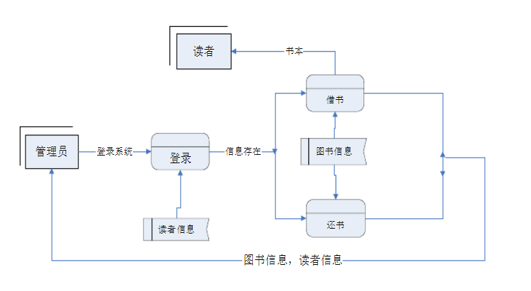 读者
书本
借书
管理员
登录系统
登录
信息存在
图书信息
读者信息
还书
图书信息，读者信息